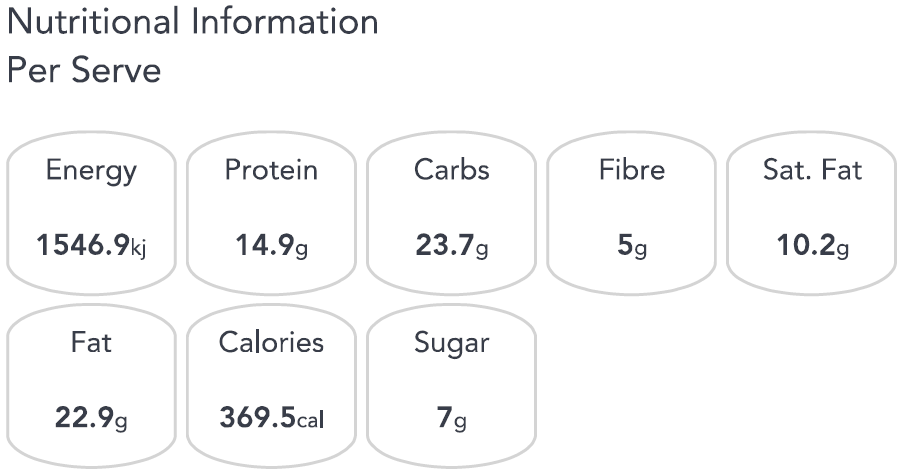 Nutritional Information
Per Serve
Energy
1546.9kj
Protein
14.9g
Carbs
23.7g
Fibre
5g
Sat. Fat
10.2g
Fat
22.9g
Calories
369.5cal
Sugar
7g